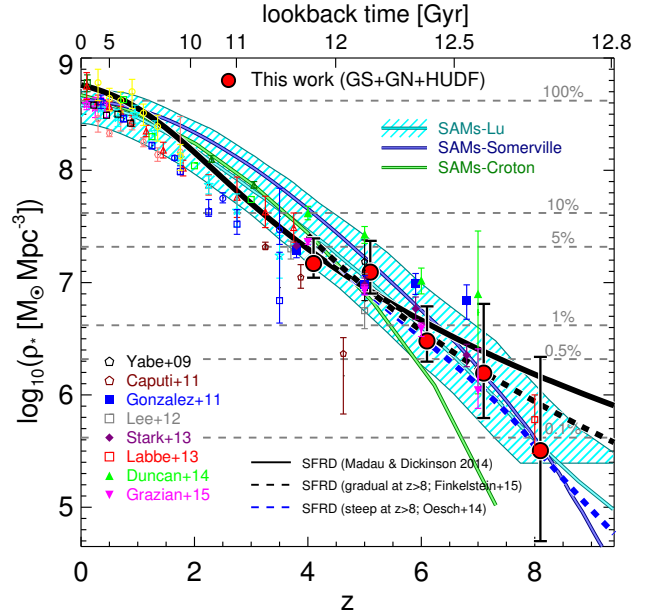 lookback time [Gyr]
0 5 10 11 12 12.5 12.8
This work (GS+GN+HUDF)
100%
SAMs-Lu
SAMs-Somerville
SAMs-Croton
10%
5%
1%
0.5%
0.1%
9
8
7
6
5
log₁₀(ρ* [M⊙ Mpc⁻³])
Yabe+09
Caputi+11
Gonzalez+11
Lee+12
Stark+13
Labbe+13
Duncan+14
Grazian+15
SFRD (Madau & Dickinson 2014)
SFRD (gradual at z>8; Finkelstein+15)
SFRD (steep at z>8; Oesch+14)
0 2 4 6 8
z